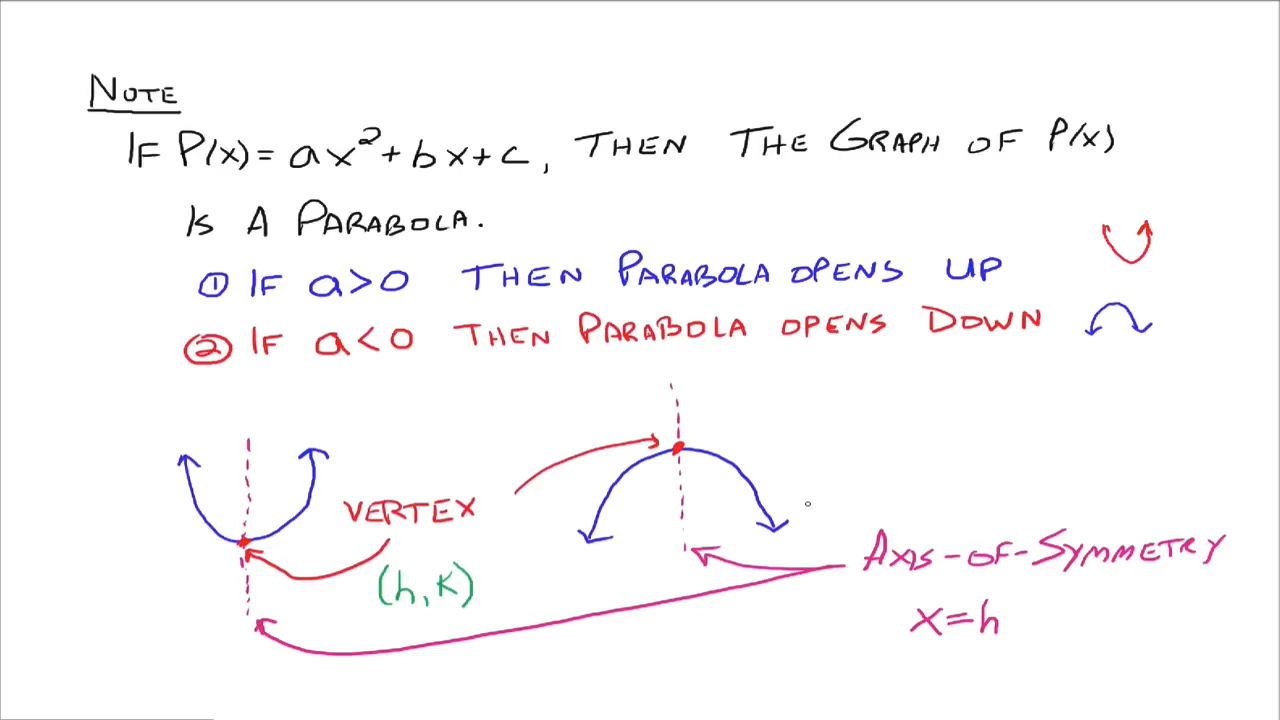 NOTE
IF P(x) = ax²+bx+c, THEN THE GRAPH OF P(x)
IS A PARABOLA.
① IF a>0 THEN PARABOLA OPENS UP
② IF a<0 THEN PARABOLA OPENS DOWN
VERTEX
(h, k)
AXIS-OF-SYMMETRY
x=h